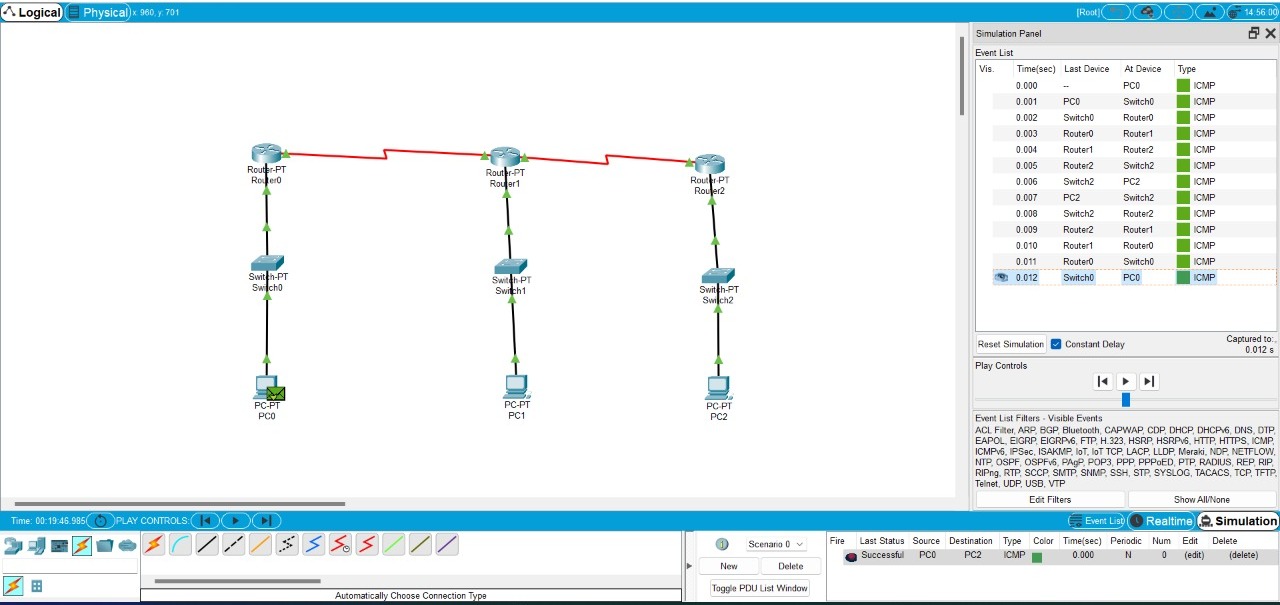 Logical Physical x: 960, y: 701 [Root] 14:56:00
Simulation Panel
Event List
Vis. Time(sec) Last Device At Device Type
0.000 -- PC0 ICMP
0.001 PC0 Switch0 ICMP
0.002 Switch0 Router0 ICMP
0.003 Router0 Router1 ICMP
0.004 Router1 Router2 ICMP
0.005 Router2 Switch2 ICMP
0.006 Switch2 PC2 ICMP
0.007 PC2 Switch2 ICMP
0.008 Switch2 Router2 ICMP
0.009 Router2 Router1 ICMP
0.010 Router1 Router0 ICMP
0.011 Router0 Switch0 ICMP
0.012 Switch0 PC0 ICMP
Reset Simulation Constant Delay Captured to:
0.012 s
Play Controls
Event List Filters - Visible Events
ACL Filter, ARP, BGP, Bluetooth, CAPWAP, CDP, DHCP, DHCPv6, DNS, DTP,
EAPOL, EIGRP, EIGRPv6, FTP, H.323, HSRP, HSRPv6, HTTP, HTTPS, ICMP,
ICMPv6, IPSec, ISAKMP, IoT, IoT TCP, LACP, LLDP, Meraki, NDP, NETFLOW,
NTP, OSPF, OSPFv6, PAgP, POP3, PPP, PPPoED, PTP, RADIUS, REP, RIP,
RIPng, RTP, SCCP, SMTP, SNMP, SSH, STP, SYSLOG, TACACS, TCP, TFTP,
Telnet, UDP, USB, VTP
Edit Filters Show All/None
Router-PT
Router0
Router-PT
Router1
Router-PT
Router2
Switch-PT
Switch0
Switch-PT
Switch1
Switch-PT
Switch2
PC-PT
PC0
PC-PT
PC1
PC-PT
PC2
Time: 00:19:46.985 PLAY CONTROLS: Event List Realtime Simulation
Automatically Choose Connection Type
Scenario 0
New Delete
Toggle PDU List Window
Fire Last Status Source Destination Type Color Time(sec) Periodic Num Edit Delete
Successful PC0 PC2 ICMP 0.000 N 0 (edit) (delete)